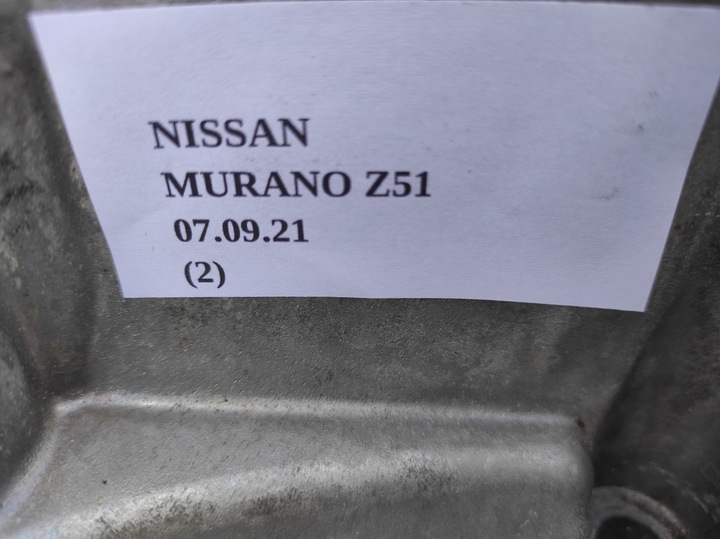 NISSAN
MURANO Z51
07.09.21
(2)